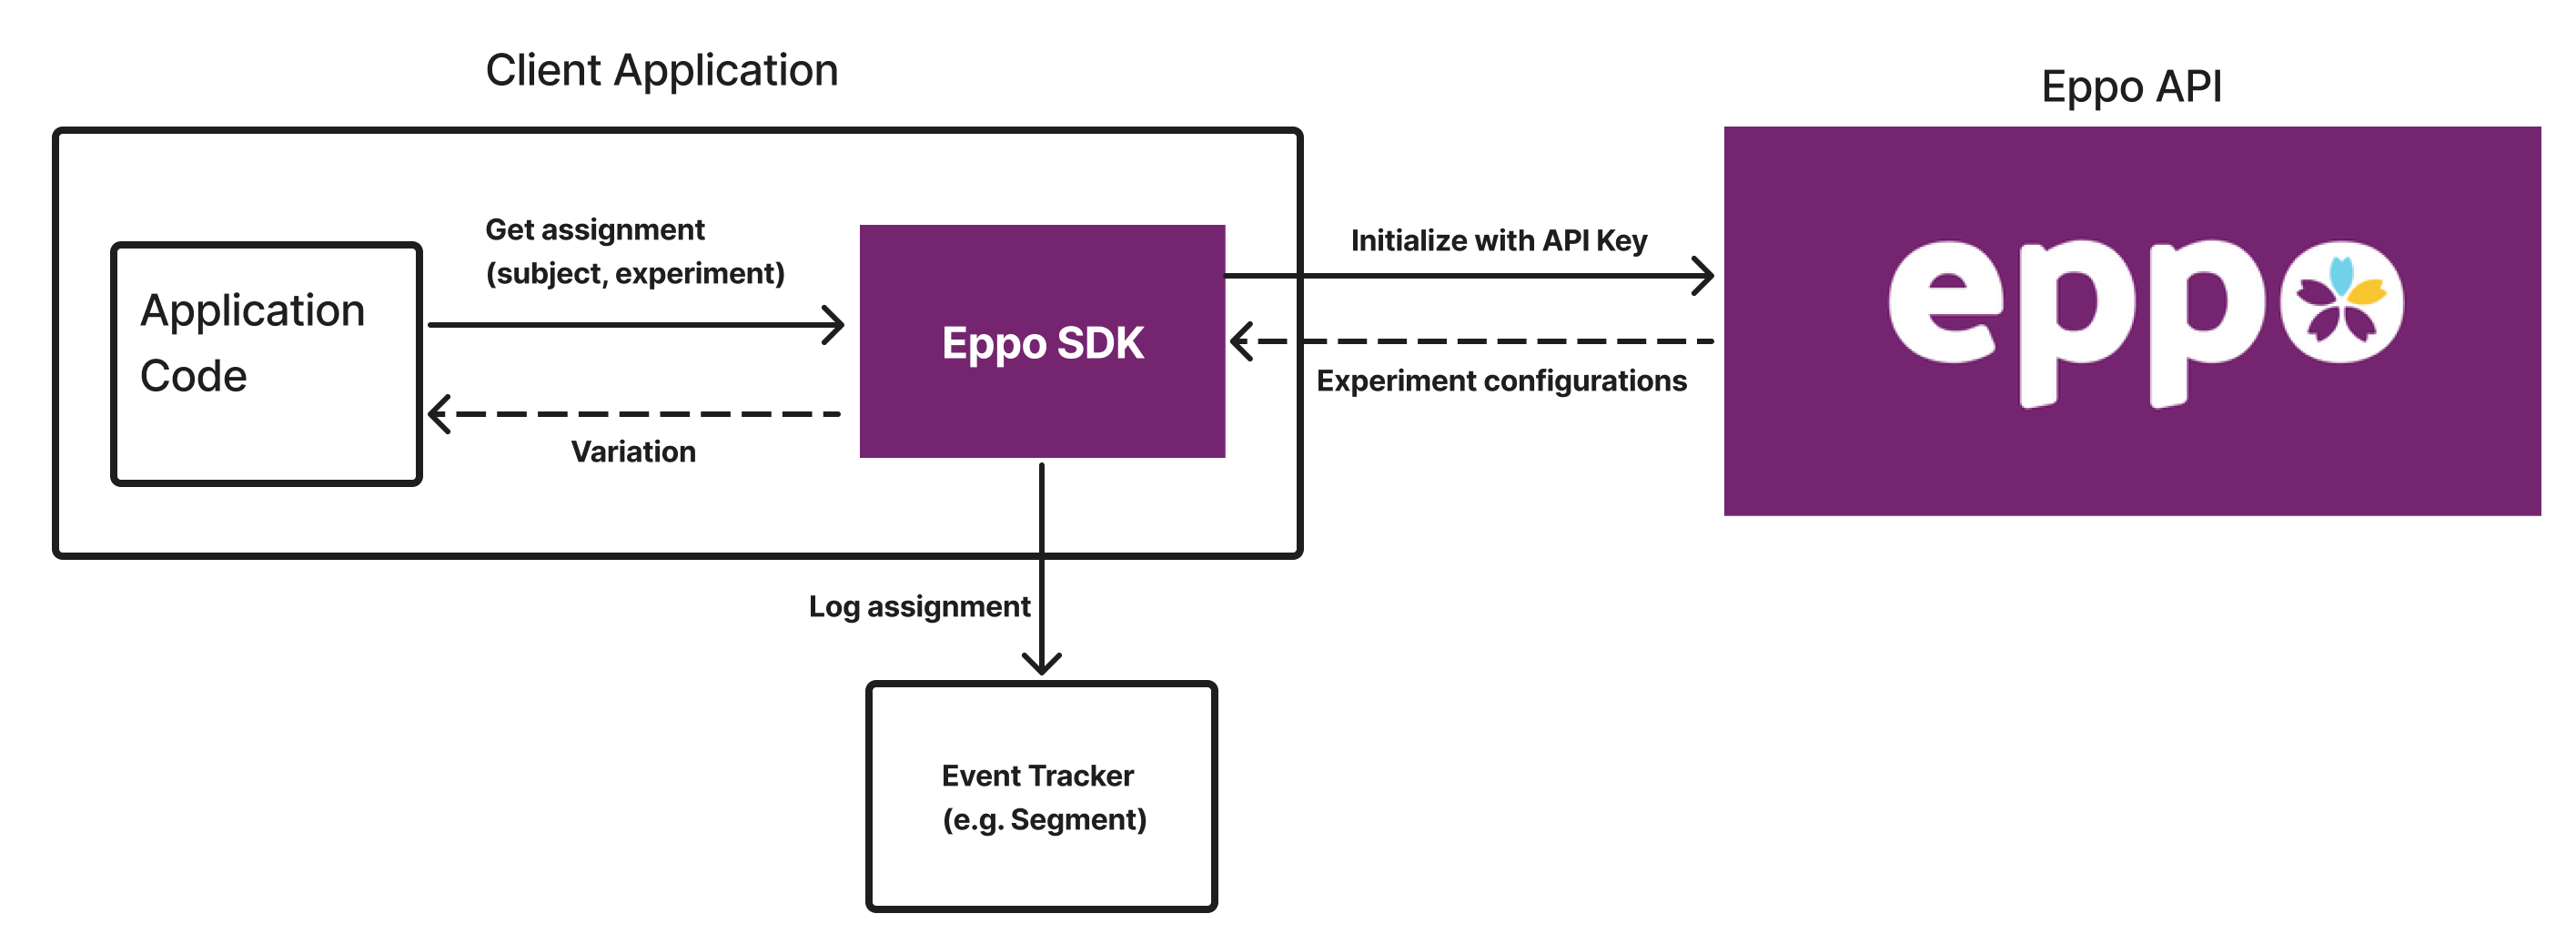 Client Application
Eppo API
Get assignment
(subject, experiment)
Application
Code
Variation
Eppo SDK
Initialize with API Key
Experiment configurations
eppo
Log assignment
Event Tracker
(e.g. Segment)